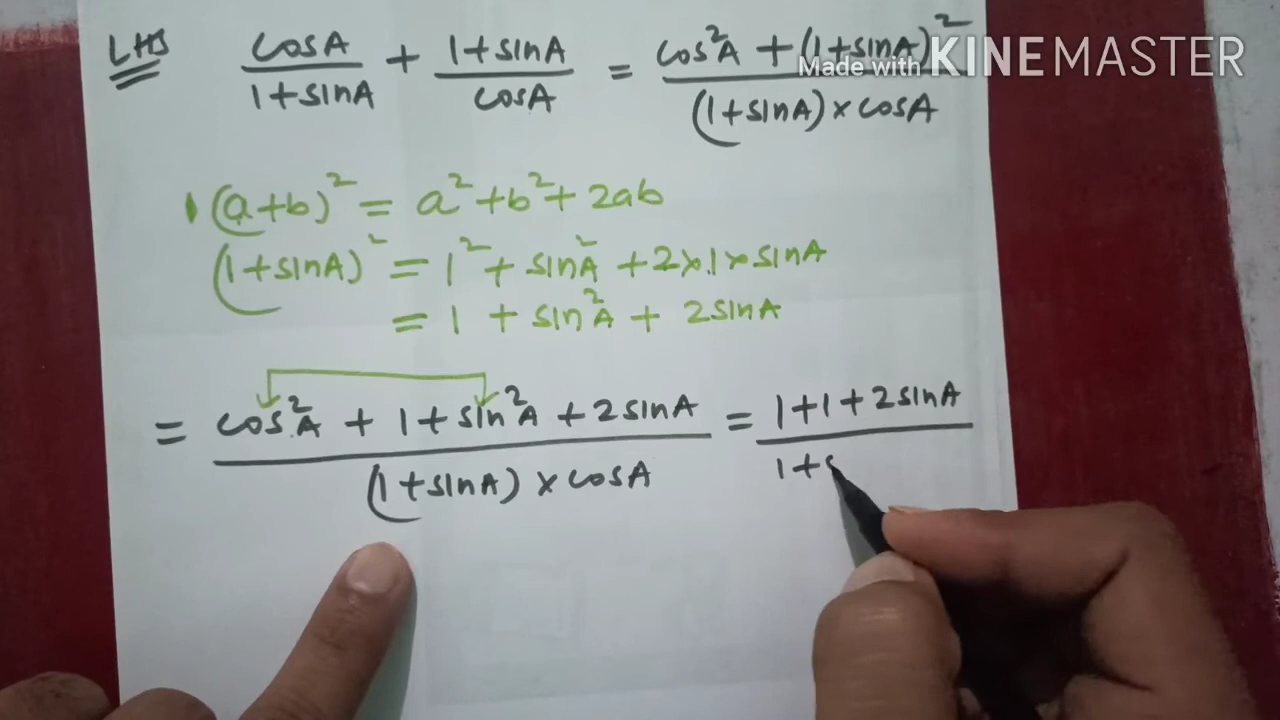 LHS cosA/1+sinA + 1+sinA/cosA = cos²A + (1+sinA)²/(1+sinA)×cosA
Made with KINEMASTER
(a+b)² = a²+b²+2ab
(1+sinA)² = 1² + sin²A + 2×1×sinA
= 1 + sin²A + 2sinA
= cos²A + 1 + sin²A + 2sinA/(1+sinA) × cosA = 1+1+2sinA/1+s